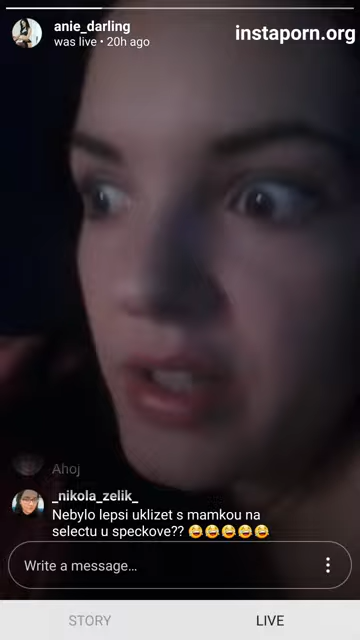 anie_darling
was live • 20h ago
instaporn.org
Ahoj
_nikola_zelik_
Nebylo lepsi uklizet s mamkou na
selectu u speckove?? 😂😂😂😂😂
Write a message...
STORY
LIVE